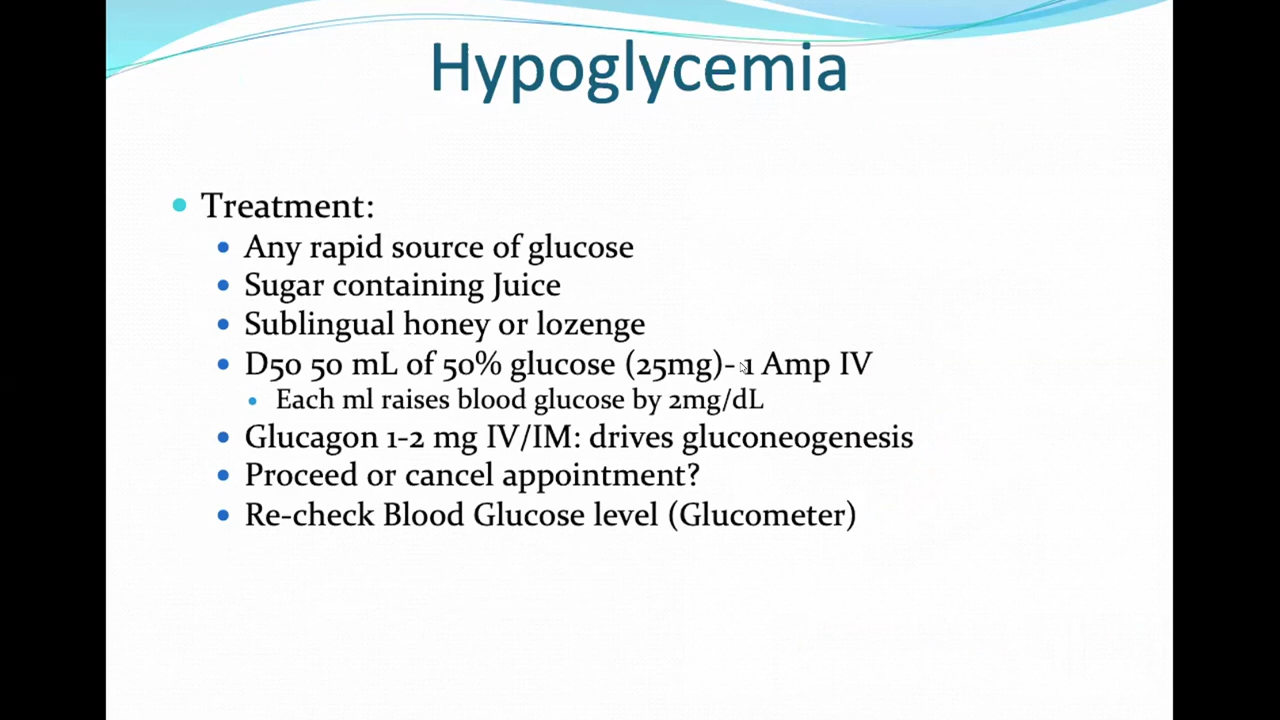 Hypoglycemia
Treatment:
Any rapid source of glucose
Sugar containing Juice
Sublingual honey or lozenge
D50 50 mL of 50% glucose (25mg)- 1 Amp IV
Each ml raises blood glucose by 2mg/dL
Glucagon 1-2 mg IV/IM: drives gluconeogenesis
Proceed or cancel appointment?
Re-check Blood Glucose level (Glucometer)